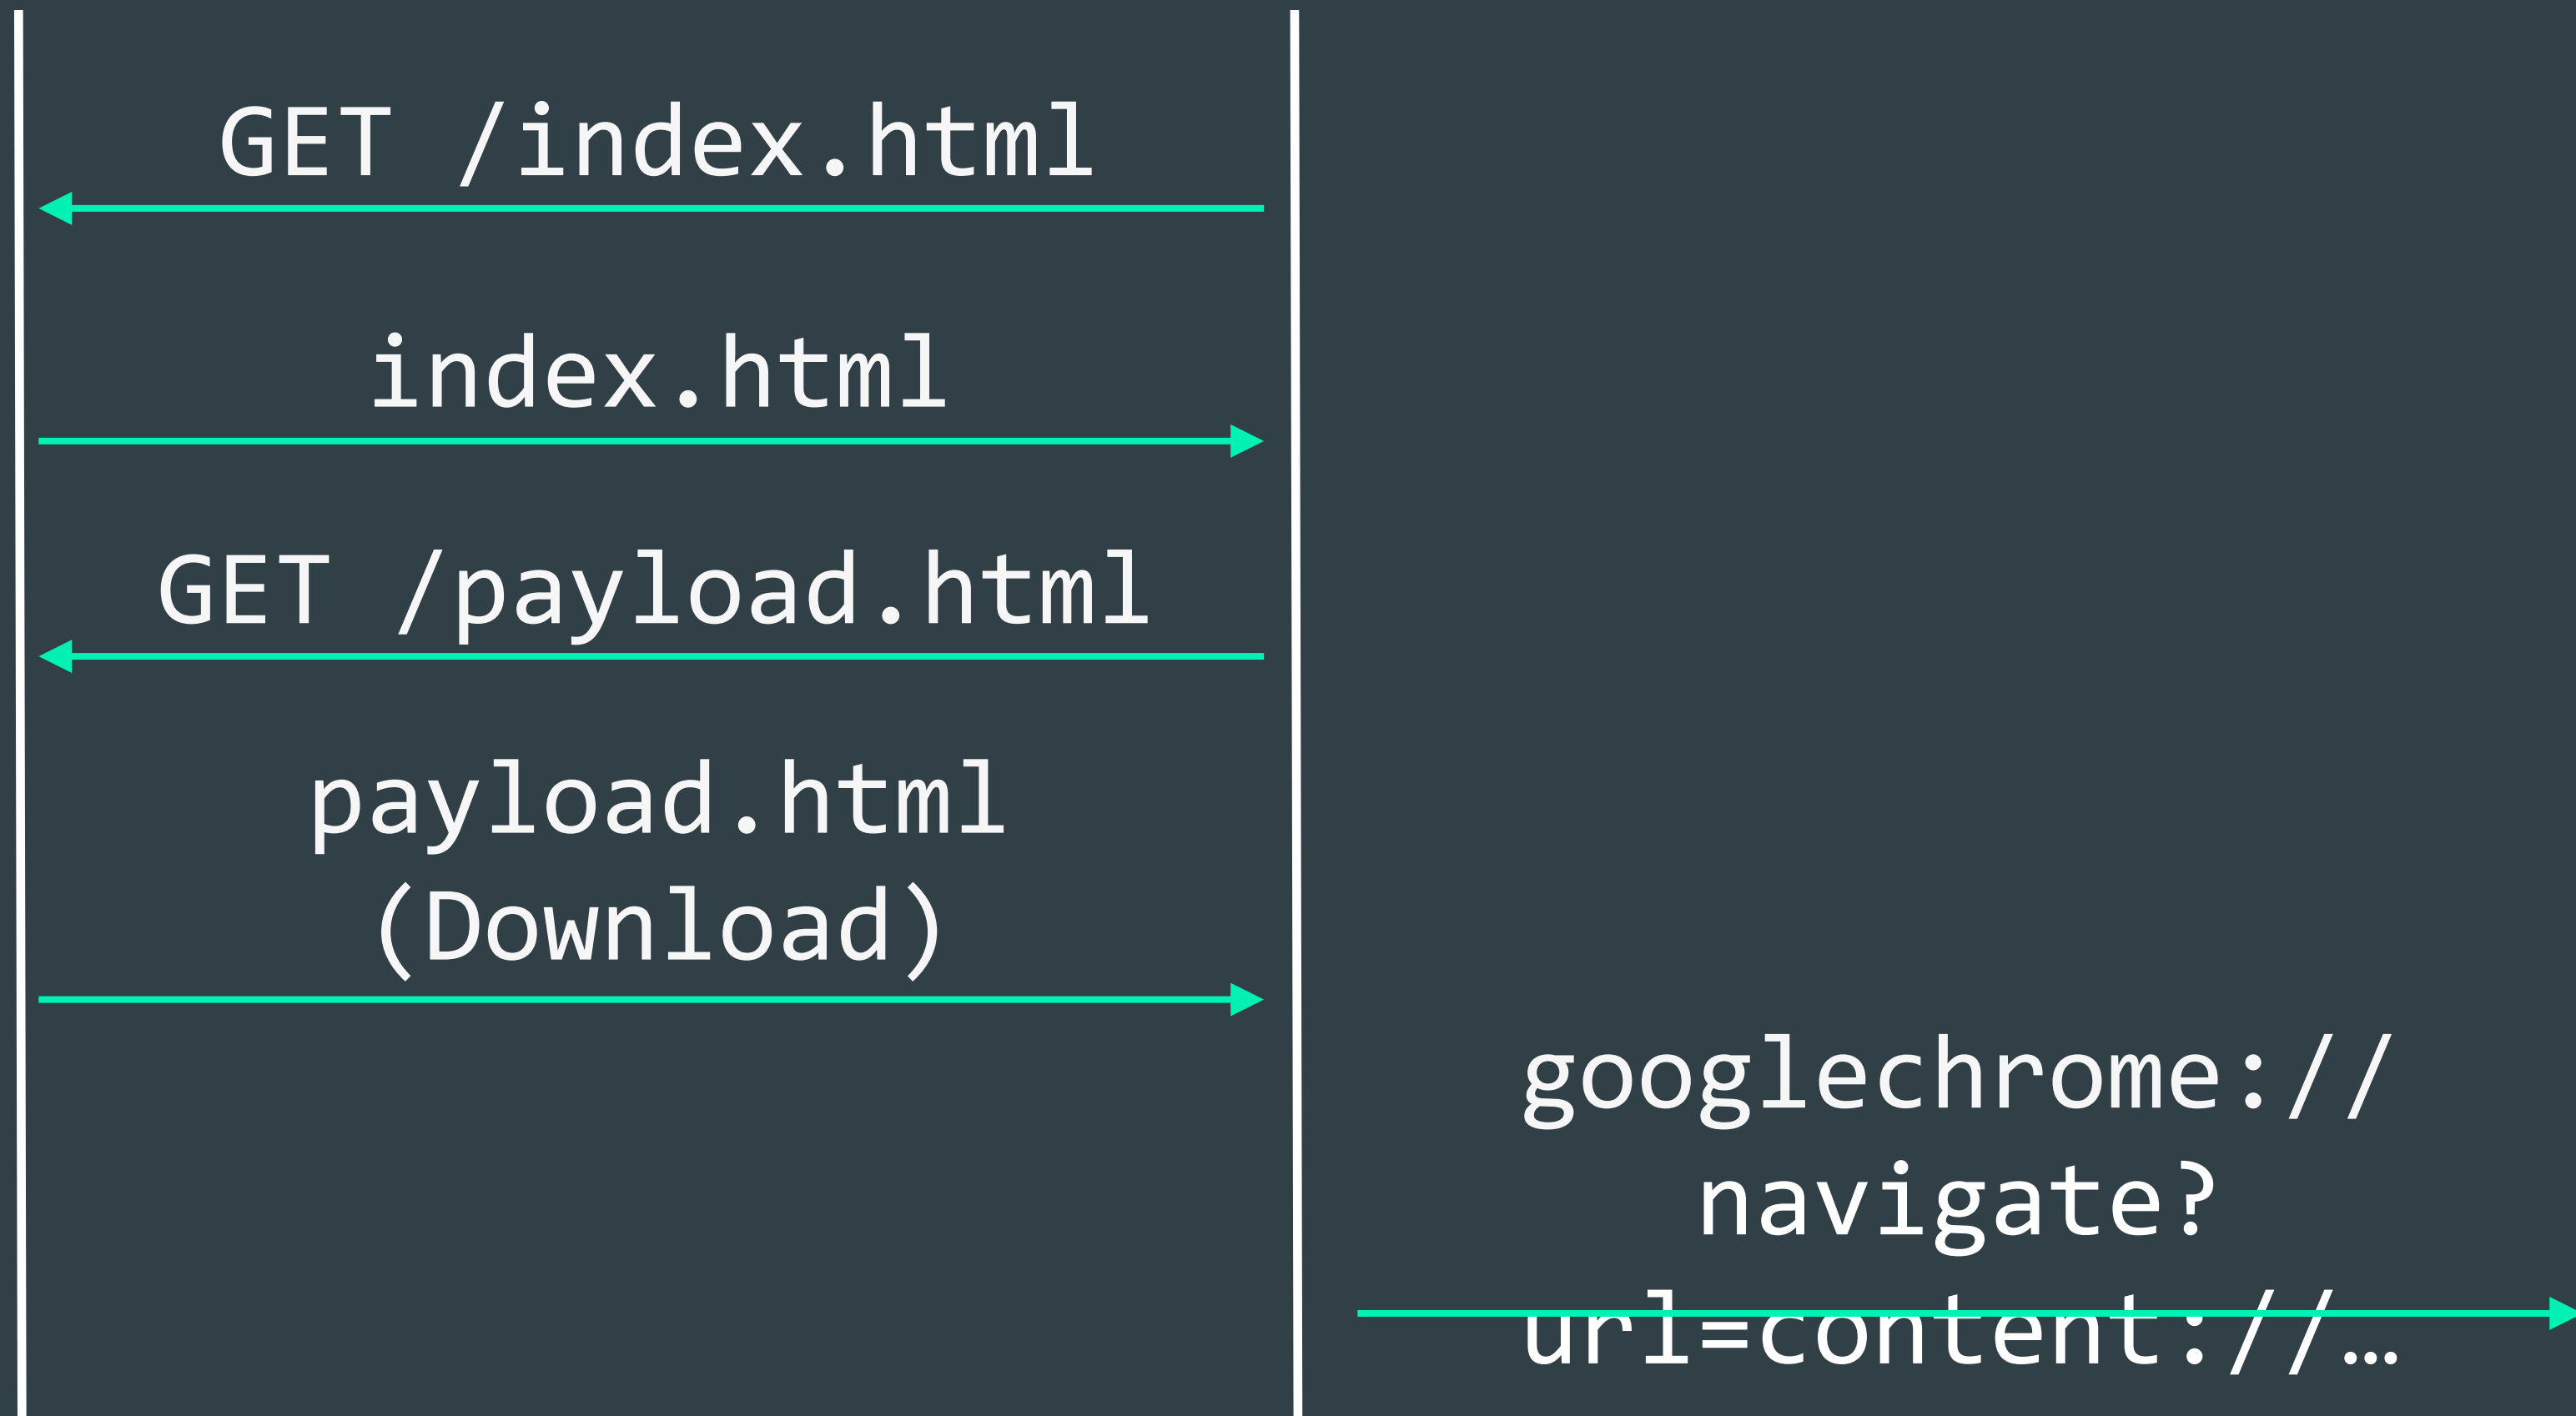 GET /index.html
index.html
GET /payload.html
payload.html
(Download)
googlechrome://
navigate?
url=content://…